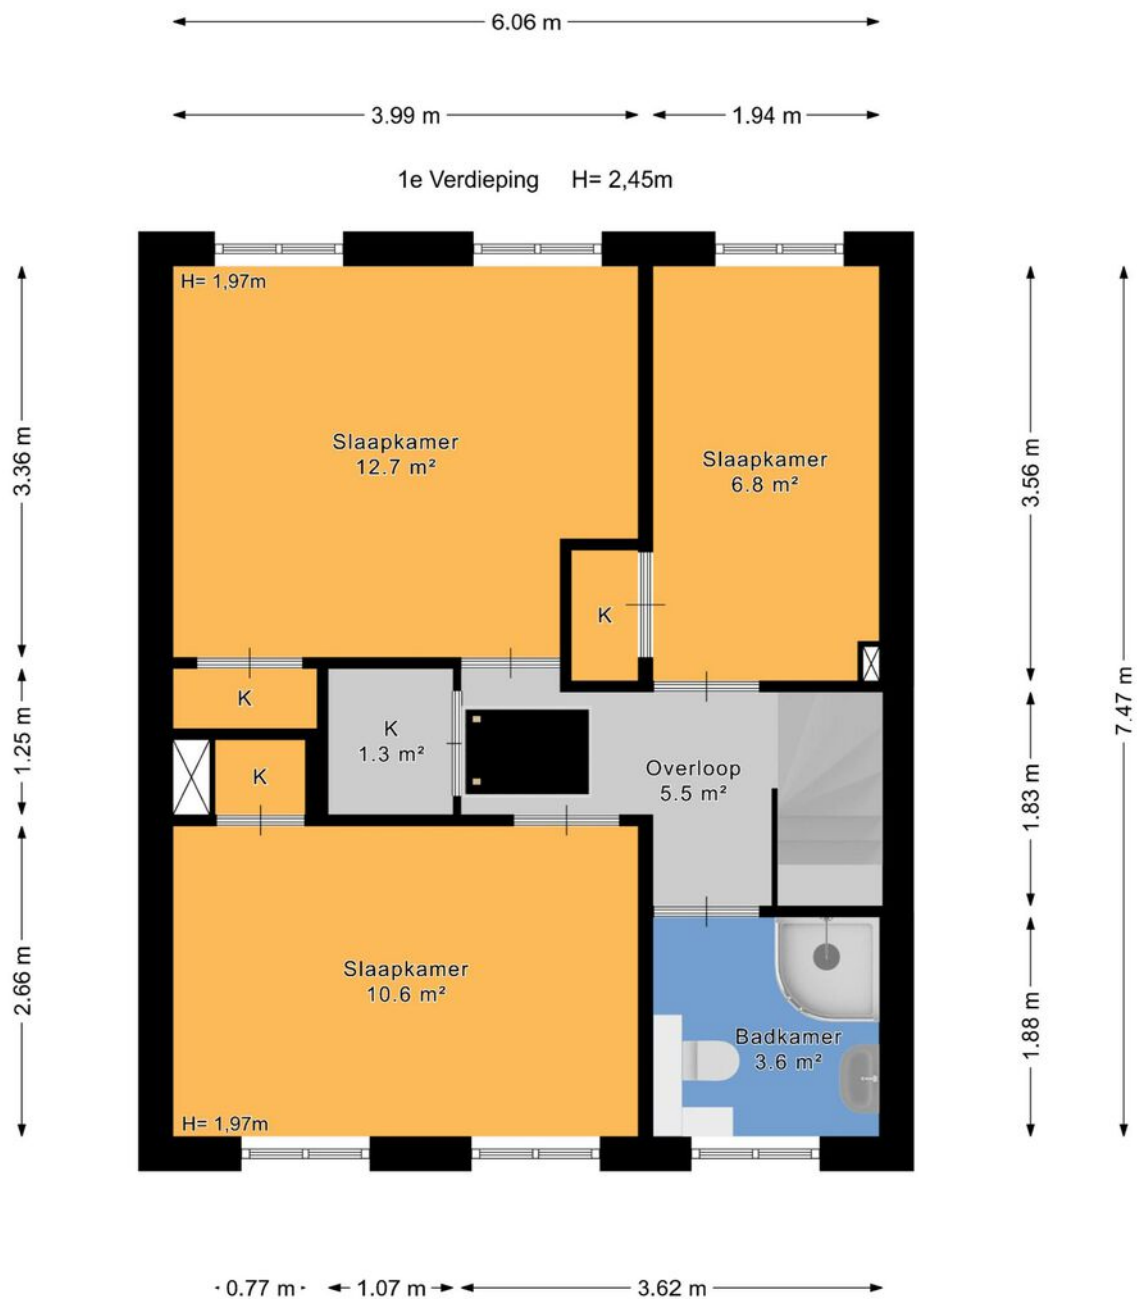 6.06 m
3.99 m
1.94 m
1e Verdieping H= 2,45m
H= 1,97m
Slaapkamer
12.7 m²
Slaapkamer
6.8 m²
3.36 m
3.56 m
K
K
K
1.3 m²
K
Overloop
5.5 m²
1.25 m
1.83 m
7.47 m
Slaapkamer
10.6 m²
Badkamer
3.6 m²
2.66 m
1.88 m
H= 1,97m
0.77 m
1.07 m
3.62 m